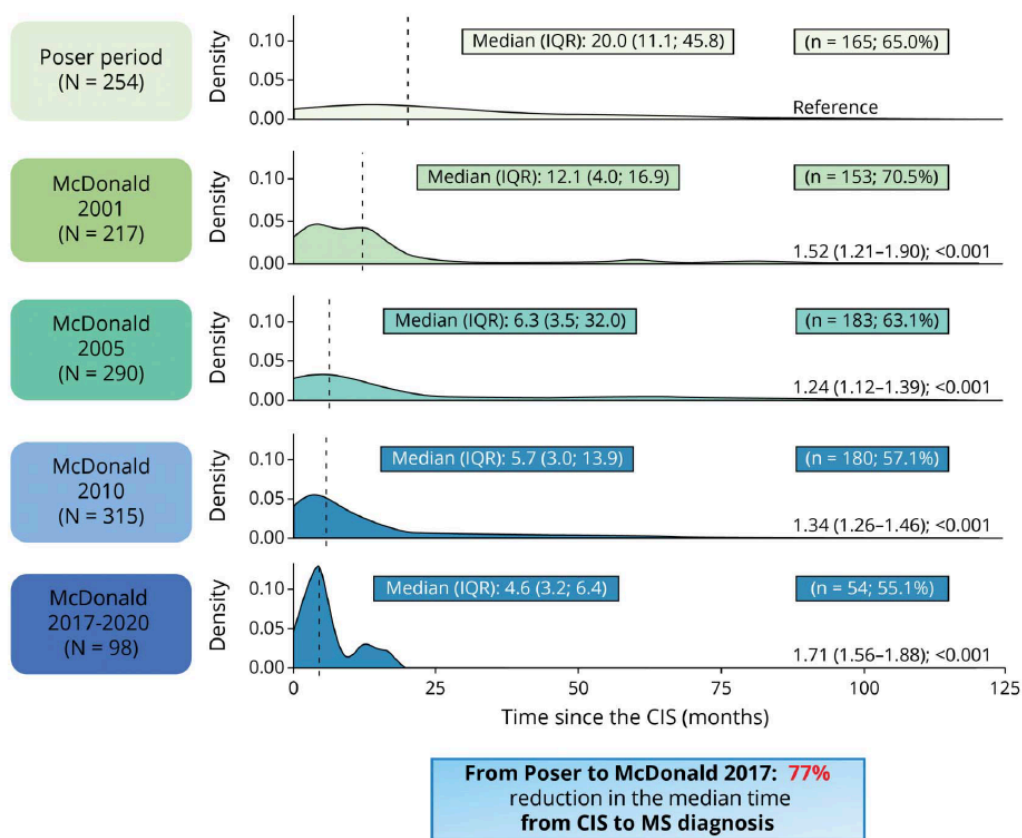 Poser period
(N = 254)
Density
0.10
0.05
0.00
Median (IQR): 20.0 (11.1; 45.8)
(n = 165; 65.0%)
Reference
McDonald
2001
(N = 217)
Density
0.10
0.05
0.00
Median (IQR): 12.1 (4.0; 16.9)
(n = 153; 70.5%)
1.52 (1.21–1.90); <0.001
McDonald
2005
(N = 290)
Density
0.10
0.05
0.00
Median (IQR): 6.3 (3.5; 32.0)
(n = 183; 63.1%)
1.24 (1.12–1.39); <0.001
McDonald
2010
(N = 315)
Density
0.10
0.05
0.00
Median (IQR): 5.7 (3.0; 13.9)
(n = 180; 57.1%)
1.34 (1.26–1.46); <0.001
McDonald
2017-2020
(N = 98)
Density
0.10
0.05
0.00
Median (IQR): 4.6 (3.2; 6.4)
(n = 54; 55.1%)
1.71 (1.56–1.88); <0.001
0 25 50 75 100 125
Time since the CIS (months)
From Poser to McDonald 2017: 77%
reduction in the median time
from CIS to MS diagnosis